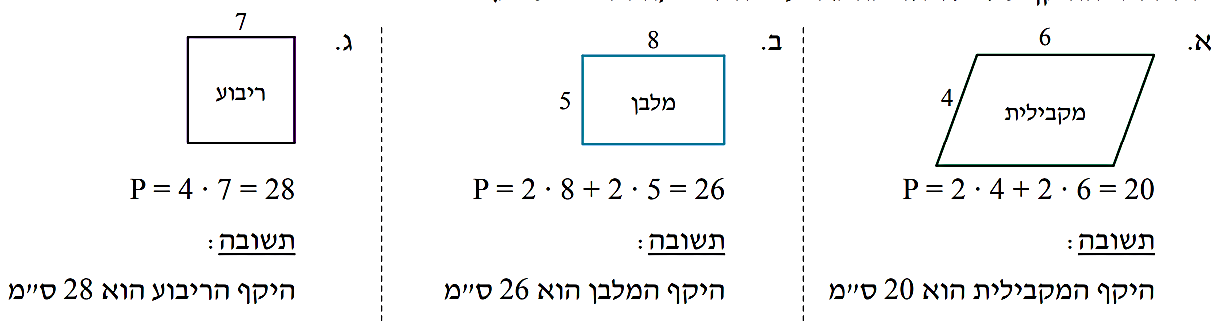 א.
6
4
מקבילית
P = 2 · 4 + 2 · 6 = 20
תשובה:
היקף המקבילית הוא 20 ס״מ
ב.
8
5
מלבן
P = 2 · 8 + 2 · 5 = 26
תשובה:
היקף המלבן הוא 26 ס״מ
ג.
7
ריבוע
P = 4 · 7 = 28
תשובה:
היקף הריבוע הוא 28 ס״מ